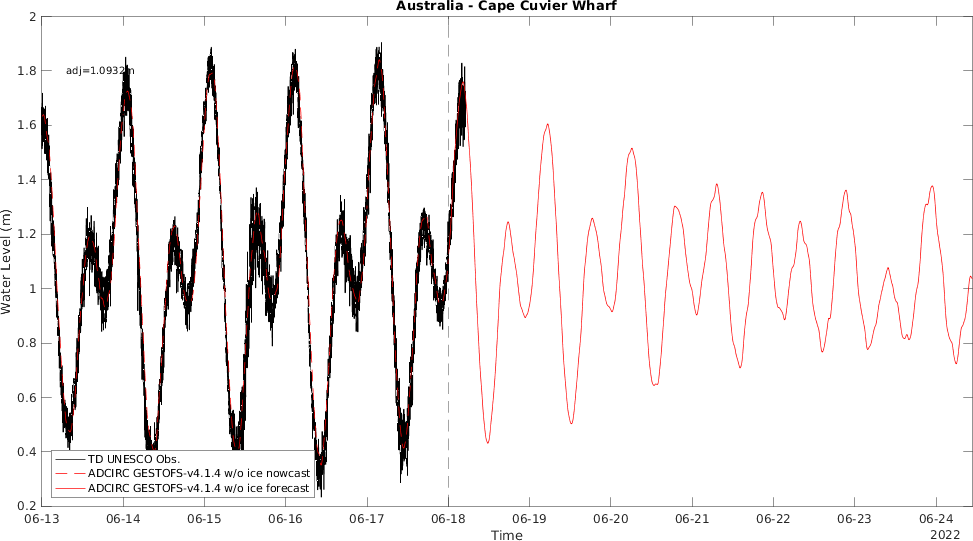 Australia - Cape Cuvier Wharf
adj=1.0932m
Water Level (m)
2
1.8
1.6
1.4
1.2
1
0.8
0.6
0.4
0.2
TD UNESCO Obs.
ADCIRC GESTOFS-v4.1.4 w/o ice nowcast
ADCIRC GESTOFS-v4.1.4 w/o ice forecast
06-13 06-14 06-15 06-16 06-17 06-18 06-19 06-20 06-21 06-22 06-23 06-24
2022
Time